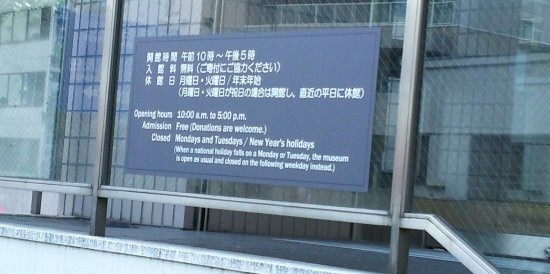 開館時間 午前10時～午後5時
入館料 無料（ご寄付にご協力ください）
休館日 月曜日・火曜日/年末年始
（月曜日・火曜日が祝日の場合は開館し、直近の平日に休館）
Opening hours 10:00 a.m. to 5:00 p.m.
Admission Free (Donations are welcome.)
Closed Mondays and Tuesdays / New Year's holidays
(When a national holiday falls on a Monday or Tuesday, the museum
is open as usual and closed on the following weekday instead.)